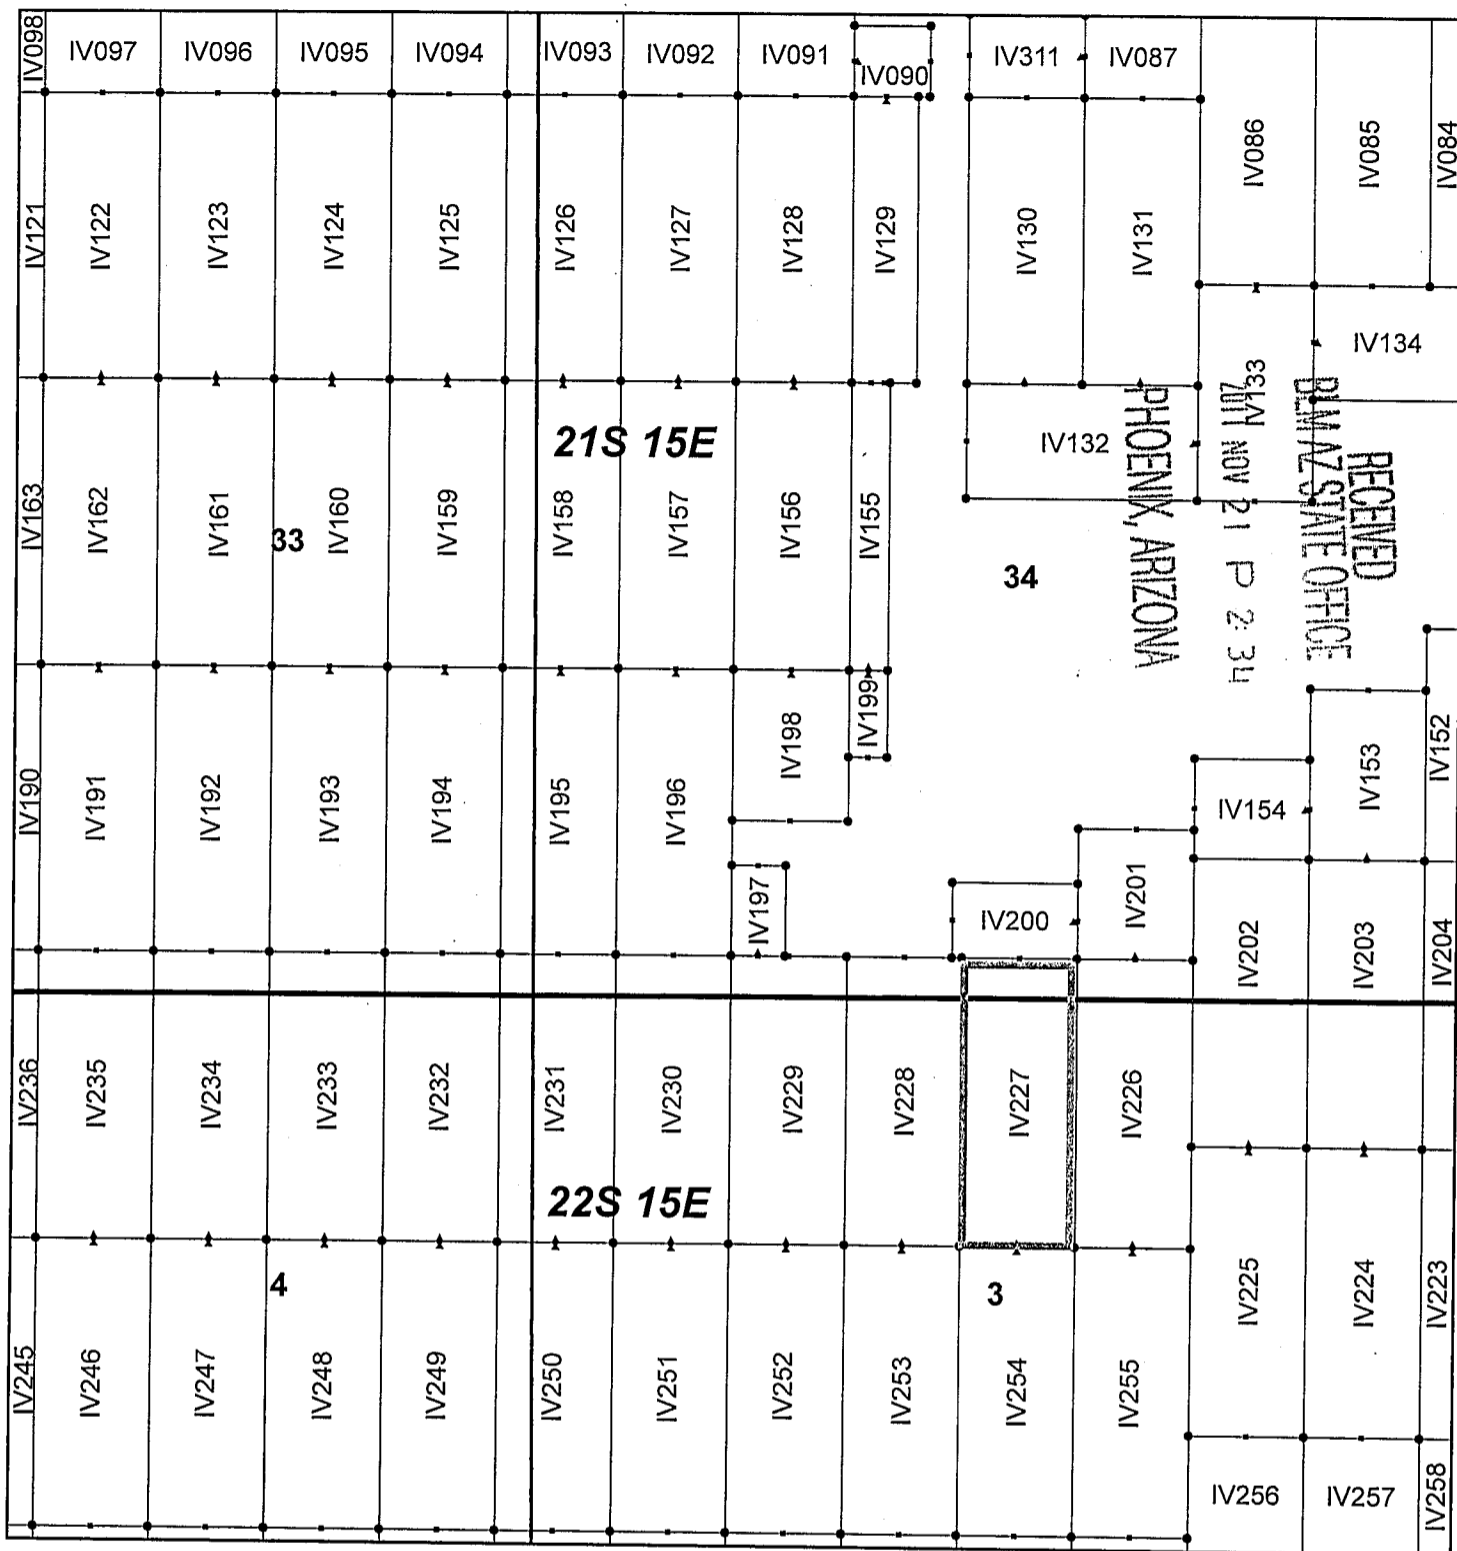 IV098 IV097 IV096 IV095 IV094 IV093 IV092 IV091 IV090 IV311 IV087
IV086 IV085 IV084
IV121 IV122 IV123 IV124 IV125 IV126 IV127 IV128 IV129 IV130 IV131
IV134
IV133
21S 15E
IV132
RECEIVED
BLM AZ STATE OFFICE
2011 NOV 21 P 2:34
PHOENIX, ARIZONA
IV163 IV162 IV161 33 IV160 IV159 IV158 IV157 IV156 IV155
34
IV199
IV198
IV152
IV153
IV154
IV190 IV191 IV192 IV193 IV194 IV195 IV196
IV197 IV200 IV201 IV202 IV203 IV204
IV236 IV235 IV234 IV233 IV232 IV231 IV230 IV229 IV228 IV227 IV226
22S 15E
4
3
IV225 IV224 IV223
IV245 IV246 IV247 IV248 IV249 IV250 IV251 IV252 IV253 IV254 IV255
IV256 IV257 IV258